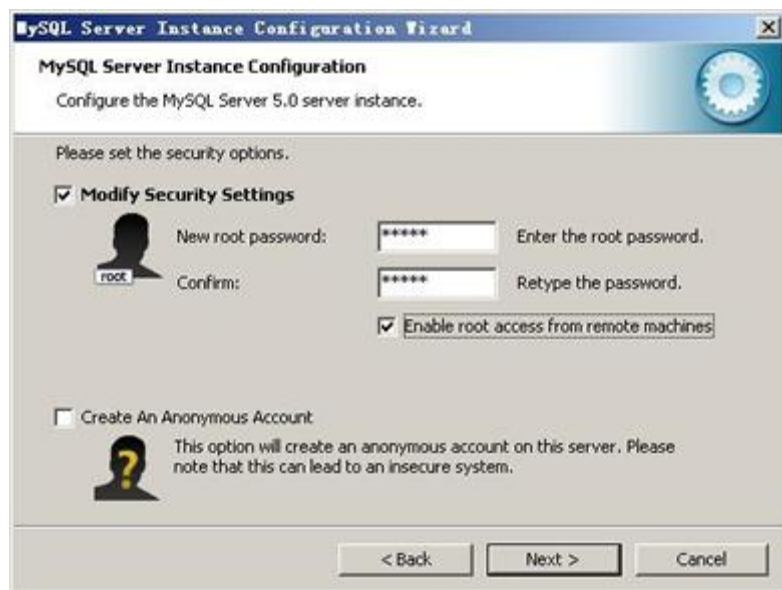 MySQL Server Instance Configuration Wizard
MySQL Server Instance Configuration
Configure the MySQL Server 5.0 server instance.
Please set the security options.
Modify Security Settings
New root password: ***** Enter the root password.
root
Confirm: ***** Retype the password.
Enable root access from remote machines
Create An Anonymous Account
?
This option will create an anonymous account on this server. Please
note that this can lead to an insecure system.
< Back Next > Cancel